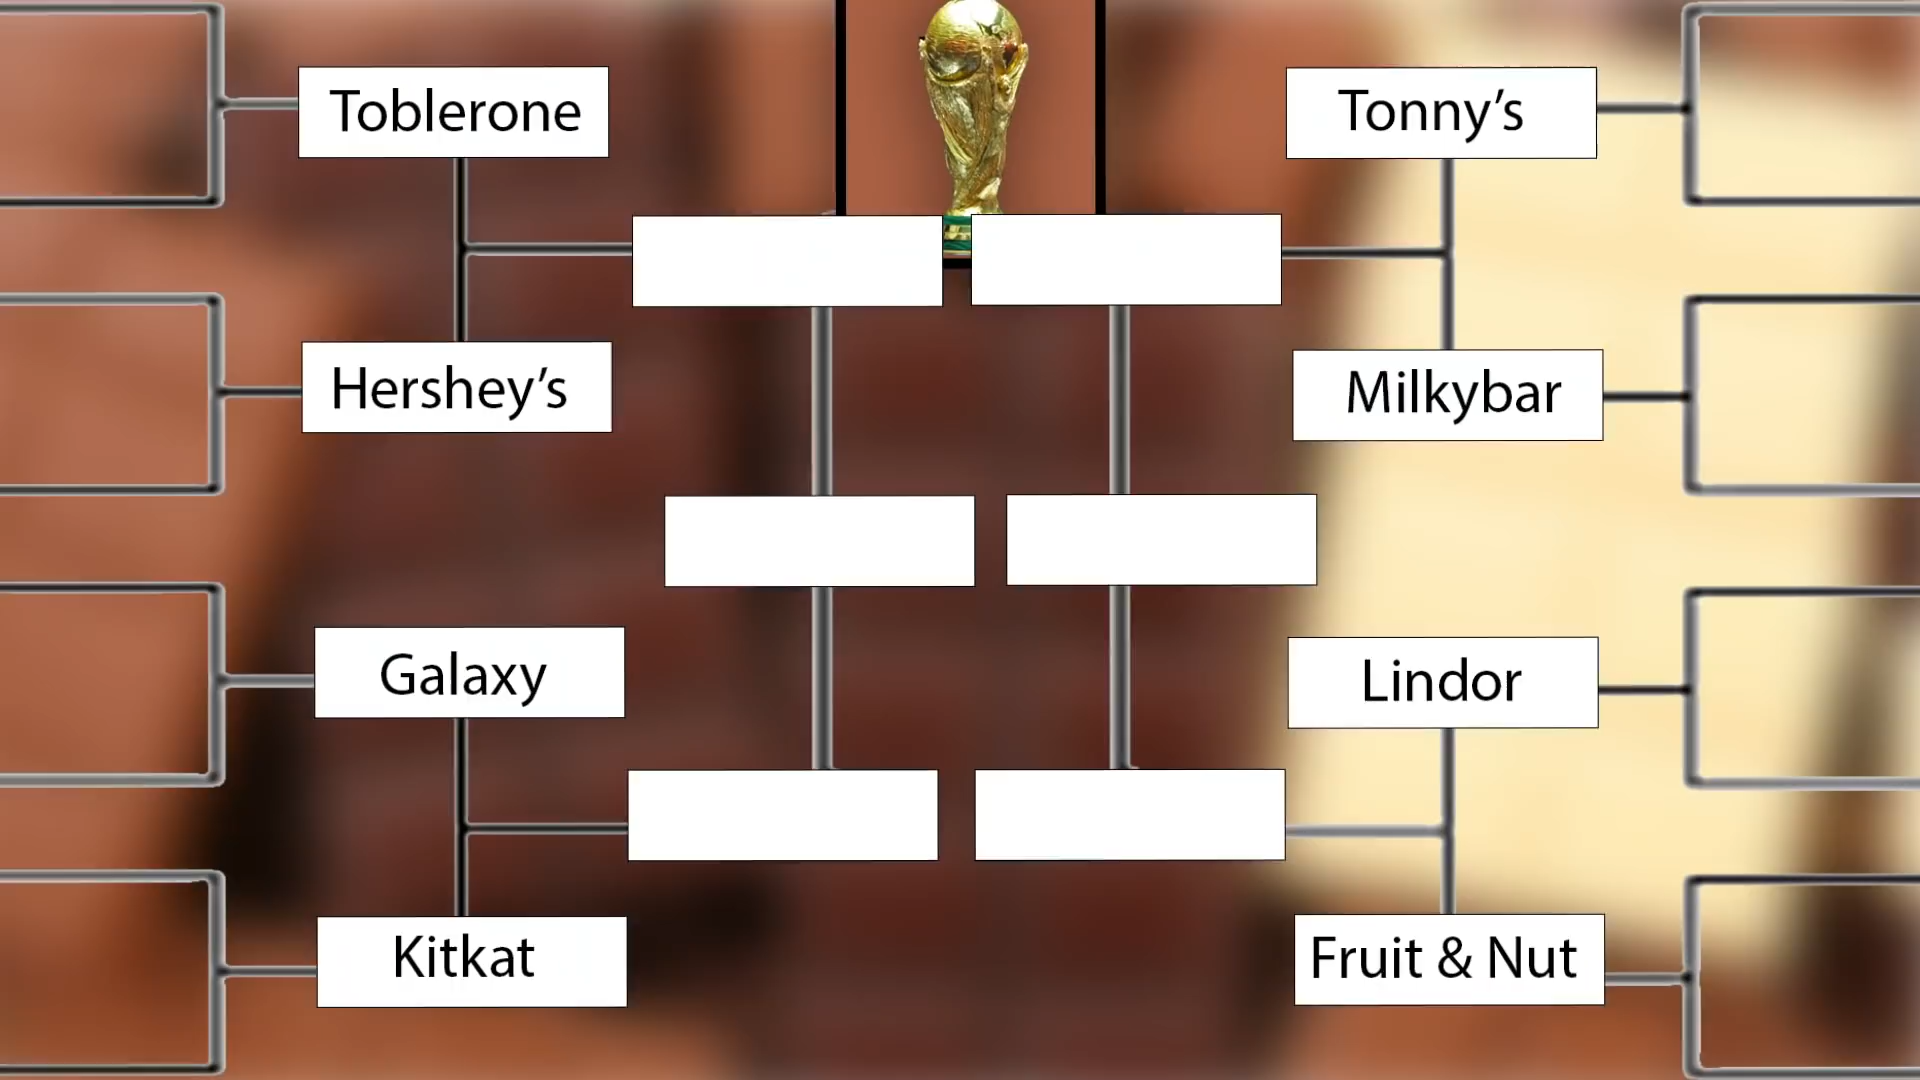 Toblerone
Hershey’s
Galaxy
Kitkat
Tonny’s
Milkybar
Lindor
Fruit & Nut